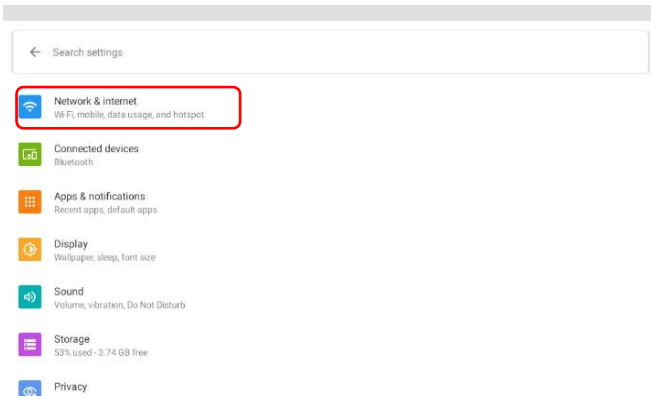 Search settings
Network & internet
Wi-Fi, mobile, data usage, and hotspot
Connected devices
Bluetooth
Apps & notifications
Recent apps, default apps
Display
Wallpaper, sleep, font size
Sound
Volume, vibration, Do Not Disturb
Storage
53% used - 3.74 GB free
Privacy